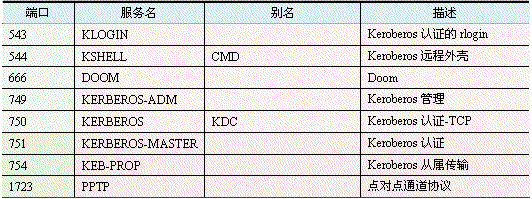 端口 服务名 别名 描述
543 KLOGIN Keroberos 认证的 rlogin
544 KSHELL CMD Keroberos 远程外壳
666 DOOM Doom
749 KERBEROS-ADM Keroberos 管理
750 KERBEROS KDC Keroberos 认证-TCP
751 KERBEROS-MASTER Keroberos 认证
754 KEB-PROP Keroberos 从属传输
1723 PPTP 点对点通道协议